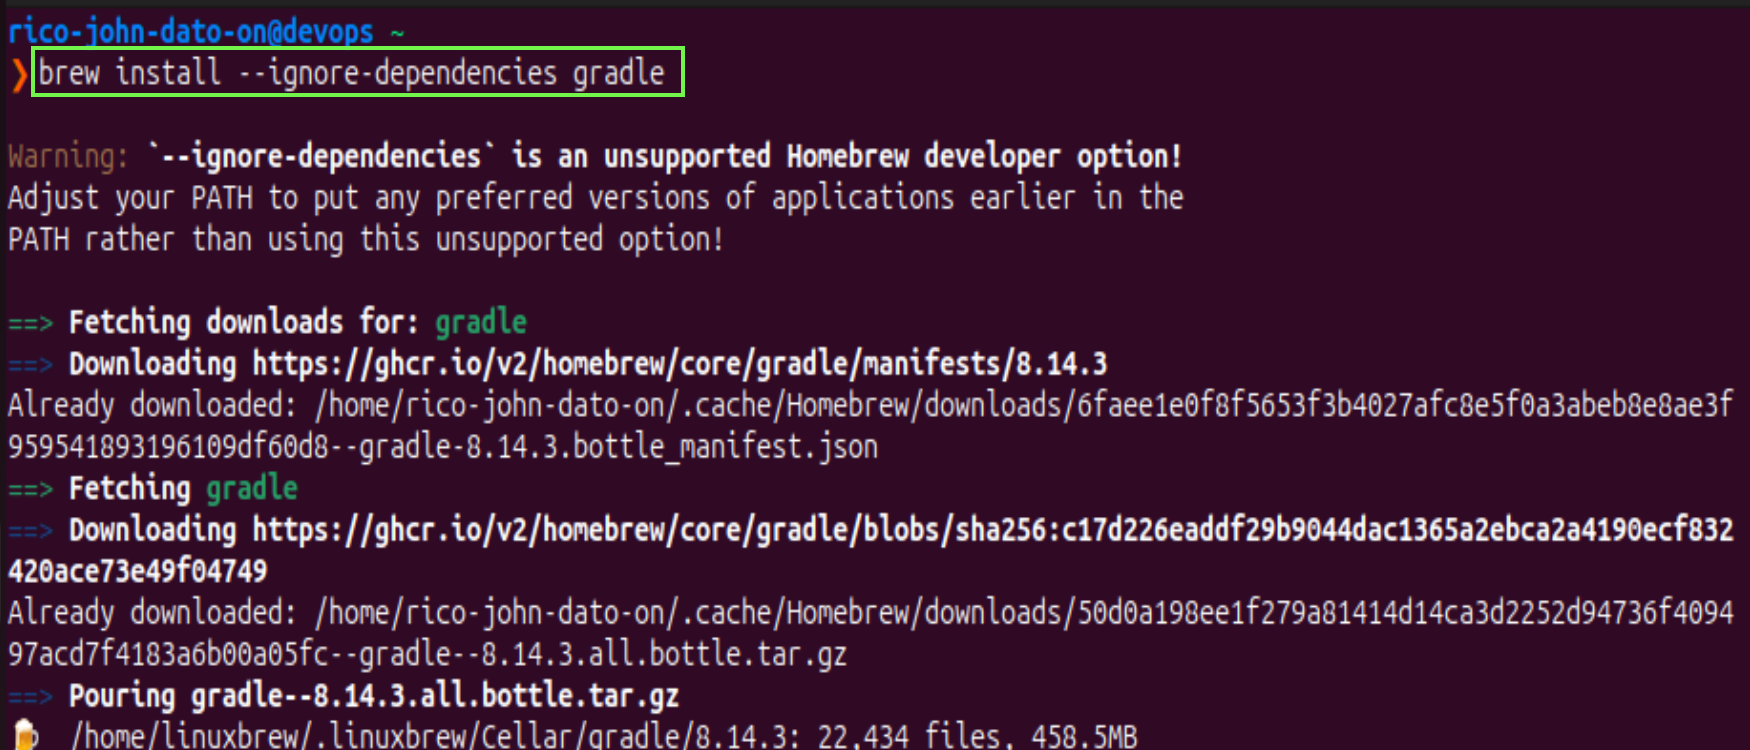 rico-john-dato-on@devops ~
❯ brew install --ignore-dependencies gradle
Warning: `--ignore-dependencies` is an unsupported Homebrew developer option!
Adjust your PATH to put any preferred versions of applications earlier in the
PATH rather than using this unsupported option!
==> Fetching downloads for: gradle
==> Downloading https://ghcr.io/v2/homebrew/core/gradle/manifests/8.14.3
Already downloaded: /home/rico-john-dato-on/.cache/Homebrew/downloads/6faee1e0f8f5653f3b4027afc8e5f0a3abeb8e8ae3f
959541893196109df60d8--gradle-8.14.3.bottle_manifest.json
==> Fetching gradle
==> Downloading https://ghcr.io/v2/homebrew/core/gradle/blobs/sha256:c17d226eaddf29b9044dac1365a2ebca2a4190ecf832
420ace73e49f04749
Already downloaded: /home/rico-john-dato-on/.cache/Homebrew/downloads/50d0a198ee1f279a81414d14ca3d2252d94736f4094
97acd7f4183a6b00a05fc--gradle--8.14.3.all.bottle.tar.gz
==> Pouring gradle--8.14.3.all.bottle.tar.gz
🍺 /home/linuxbrew/.linuxbrew/Cellar/gradle/8.14.3: 22,434 files, 458.5MB